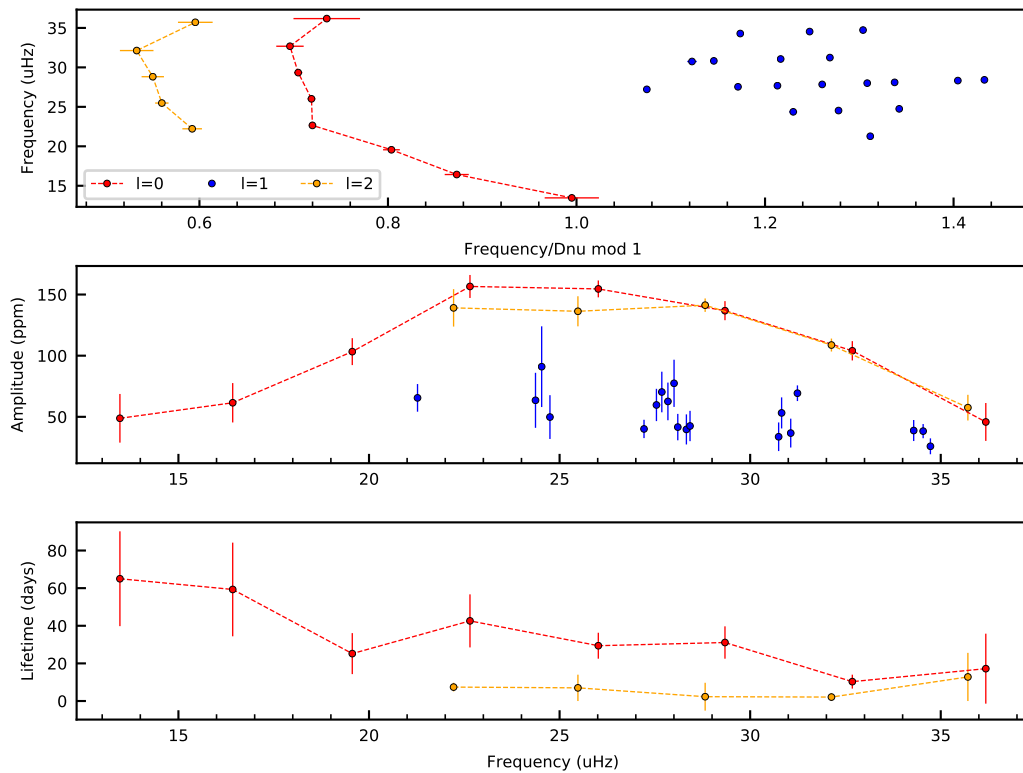 35
30
25
20
15
Frequency (uHz)
l=0 l=1 l=2
0.6 0.8 1.0 1.2 1.4
Frequency/Dnu mod 1
150
100
50
Amplitude (ppm)
15 20 25 30 35
80
60
40
20
0
Lifetime (days)
15 20 25 30 35
Frequency (uHz)